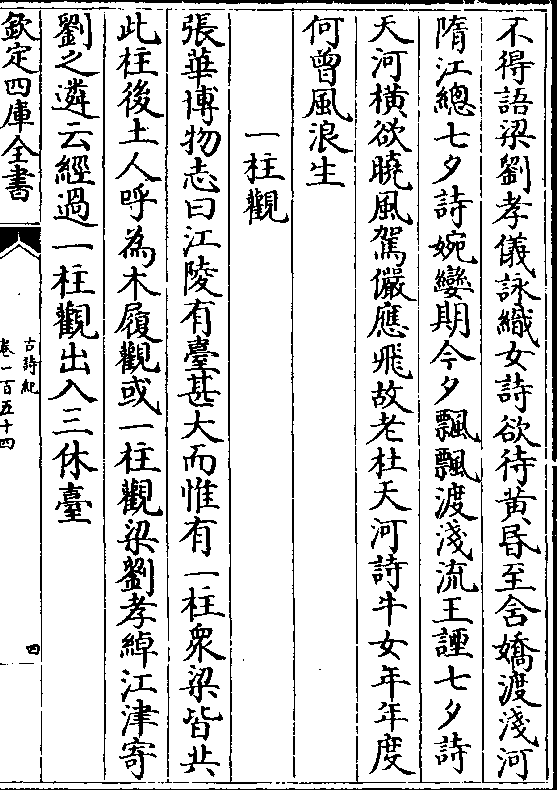 不得語梁劉孝儀詠織女詩欲待黃昏至含嬌渡淺河
隋江總七夕詩婉孌期今夕飄飄渡淺流王諲七夕詩
天河横欲曉風駕儼應飛故老杜天河詩牛女年年度
何曾風浪生
一柱觀
張華博物志曰江陵有臺甚大而惟有一柱衆梁皆共
此柱後土人呼為木履觀或一柱觀梁劉孝綽江津寄
劉之遴云經過一柱觀出入三休臺
欽定四庫全書
古詩紀
卷一百五十四
四